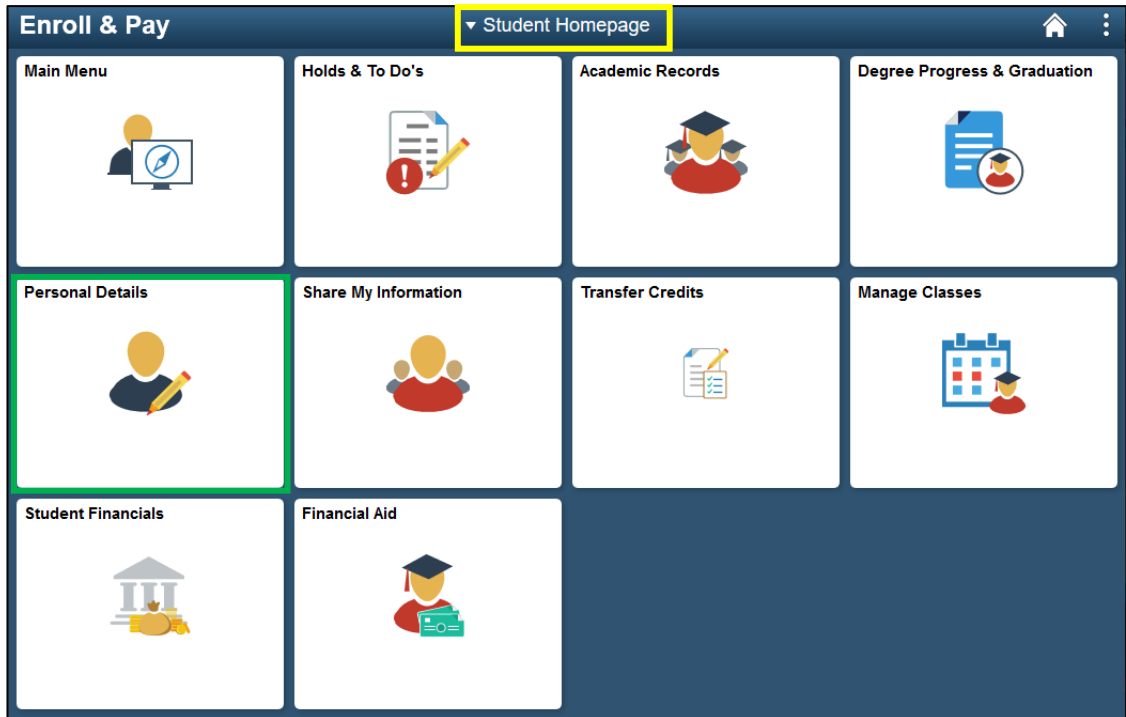 Enroll & Pay
Student Homepage
Main Menu
Holds & To Do's
Academic Records
Degree Progress & Graduation
Personal Details
Share My Information
Transfer Credits
Manage Classes
Student Financials
Financial Aid